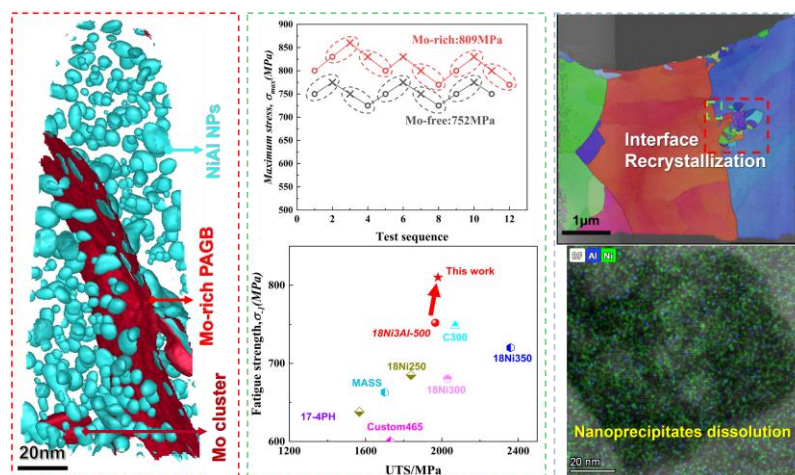 NiAl NPs
Mo-rich PAGB
Mo cluster
20nm
Maximum stress, σmax(MPa)
900
850
800
750
700
650
600
550
500
Mo-rich:809MPa
Mo-free:752MPa
0 2 4 6 8 10 12
Test sequence
Fatigue strength,σ-1(MPa)
800
700
600
This work
18Ni3Al-500
C300
18Ni350
18Ni250
18Ni300
MASS
17-4PH
Custom465
1200 1600 2000 2400
UTS/MPa
Interface
Recrystallization
1μm
BF Al Ni
Nanoprecipitates dissolution
20 nm